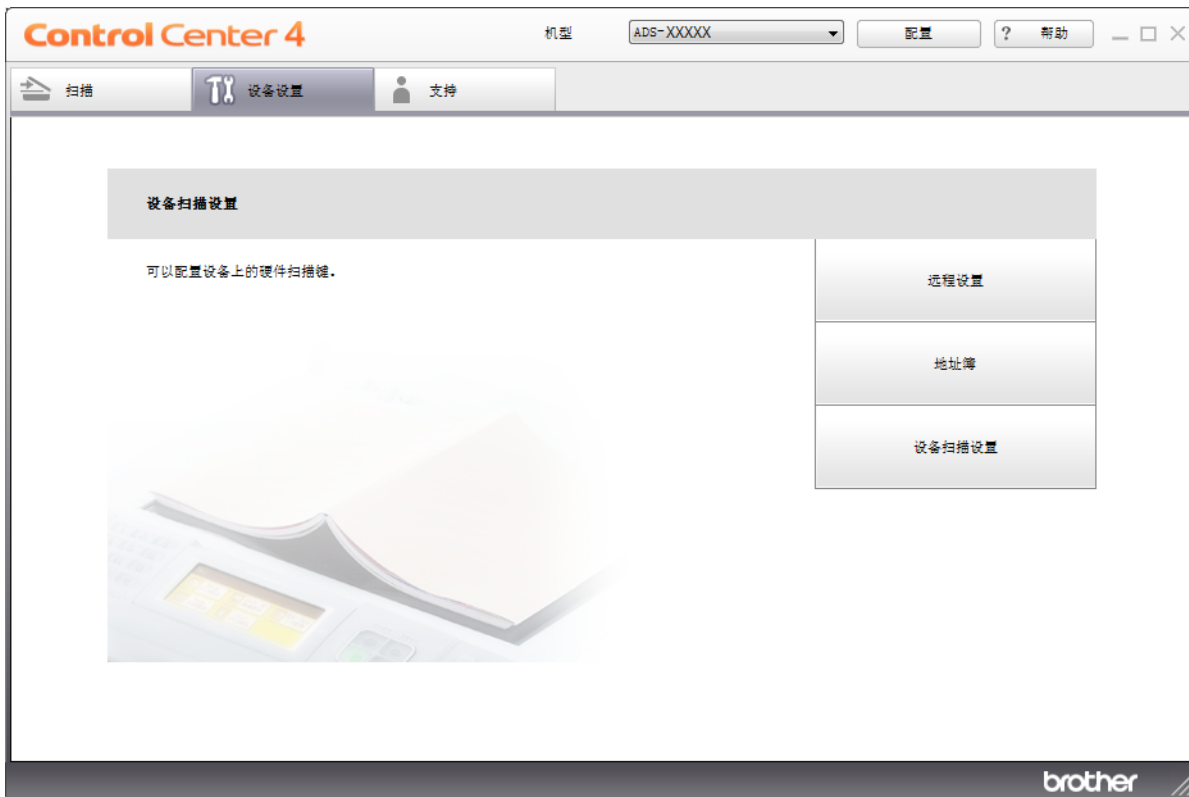 Control Center 4
机型
ADS-XXXXX
配置
? 帮助
扫描
设备设置
支持
设备扫描设置
可以配置设备上的硬件扫描键.
远程设置
地址簿
设备扫描设置
brother